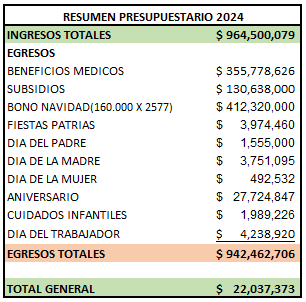 RESUMEN PRESUPUESTARIO 2024
INGRESOS TOTALES $ 964,500,079
EGRESOS
BENEFICIOS MEDICOS $ 355,778,626
SUBSIDIOS $ 130,638,000
BONO NAVIDAD(160.000 X 2577) $ 412,320,000
FIESTAS PATRIAS $ 3,974,460
DIA DEL PADRE $ 1,555,000
DIA DE LA MADRE $ 3,751,095
DIA DE LA MUJER $ 492,532
ANIVERSARIO $ 27,724,847
CUIDADOS INFANTILES $ 1,989,226
DIA DEL TRABAJADOR $ 4,238,920
EGRESOS TOTALES $ 942,462,706
TOTAL GENERAL $ 22,037,373